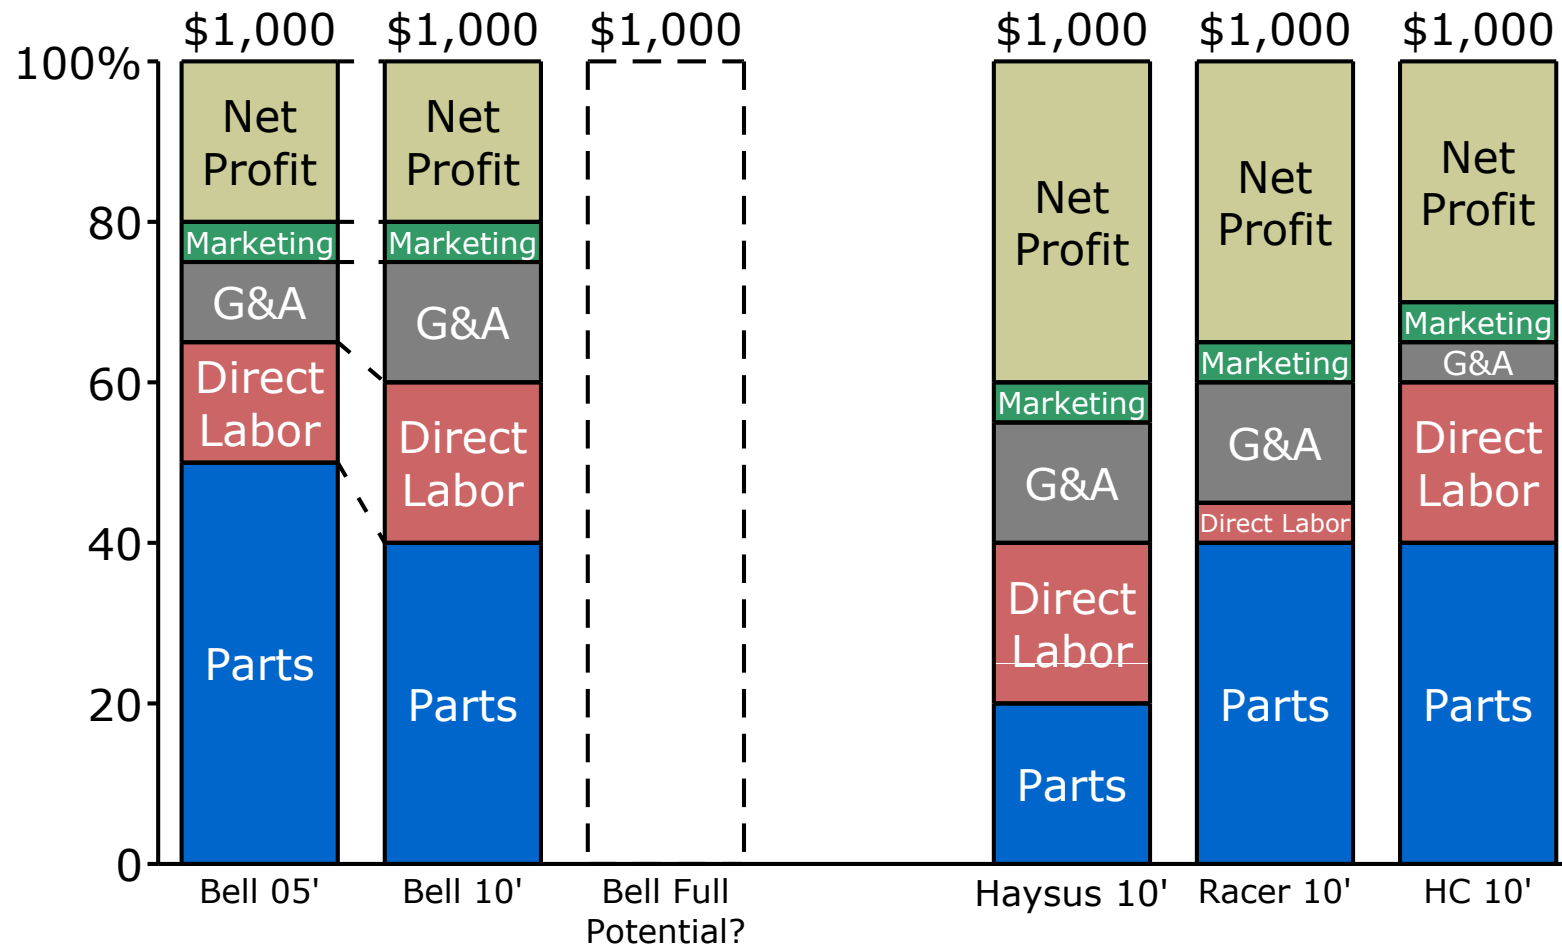 $1,000 $1,000 $1,000 $1,000 $1,000 $1,000
100%
80
60
40
20
0
Net
Profit
Marketing
G&A
Direct
Labor
Parts
Net
Profit
Marketing
G&A
Direct
Labor
Parts
Net
Profit
Marketing
G&A
Direct
Labor
Parts
Net
Profit
Marketing
G&A
Direct Labor
Parts
Net
Profit
Marketing
G&A
Direct
Labor
Parts
Bell 05'
Bell 10'
Bell Full
Potential?
Haysus 10'
Racer 10'
HC 10'